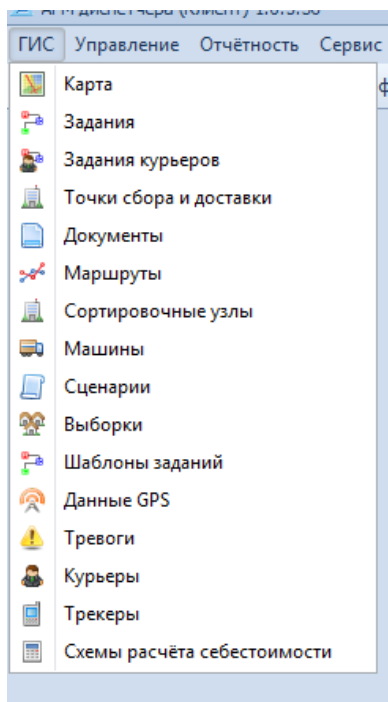 ГИС Управление Отчётность Сервис
Карта
Задания
Задания курьеров
Точки сбора и доставки
Документы
Маршруты
Сортировочные узлы
Машины
Сценарии
Выборки
Шаблоны заданий
Данные GPS
Тревоги
Курьеры
Трекеры
Схемы расчёта себестоимости